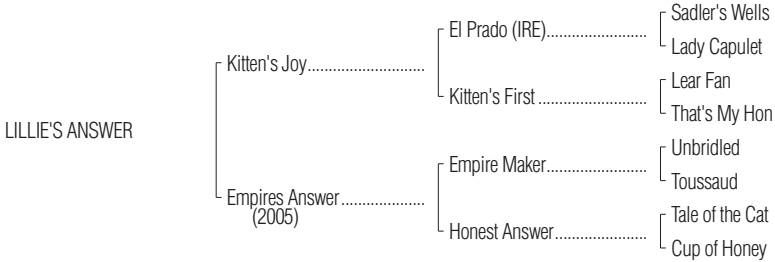 Sadler's Wells
El Prado (IRE)........................
Lady Capulet
Kitten's Joy............................
Lear Fan
Kitten's First..........................
That's My Hon
LILLIE'S ANSWER
Unbridled
Empire Maker........................
Toussaud
Empires Answer....................
(2005)
Tale of the Cat
Honest Answer......................
Cup of Honey